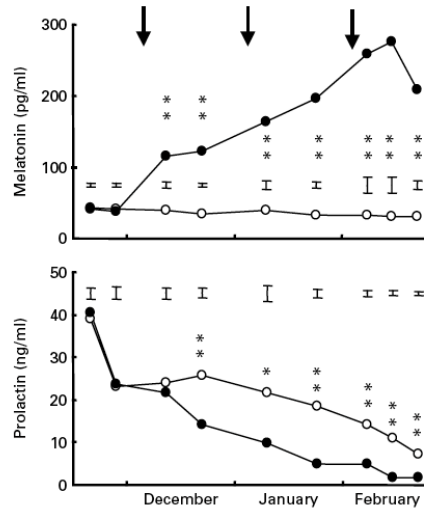 300
200
100
0
Melatonin (pg/ml)
* * * * * * * * * * * * * *
50
40
30
20
10
0
Prolactin (ng/ml)
* * * * * * * * * * *
December January February